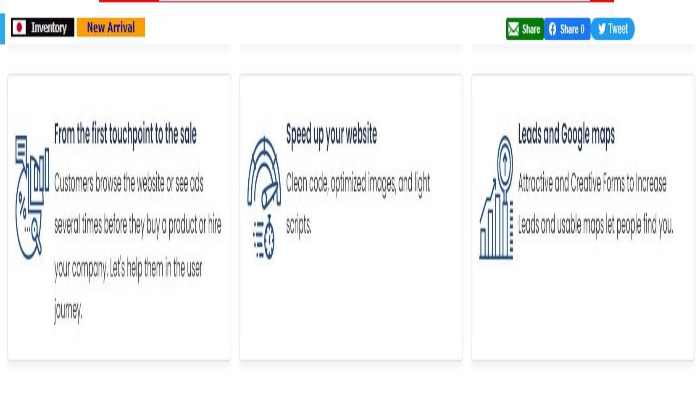 Inventory
New Arrival
Share
Share 0
Tweet
From the first touchpoint to the sale
Customers browse the website or see ads
several times before they buy a product or hire
your company. Let's help them in the user
journey.
Speed up your website
Clean code, optimized images, and light
scripts.
Leads and Google maps
Attractive and Creative Forms to Increase
Leads and usable maps let people find you.